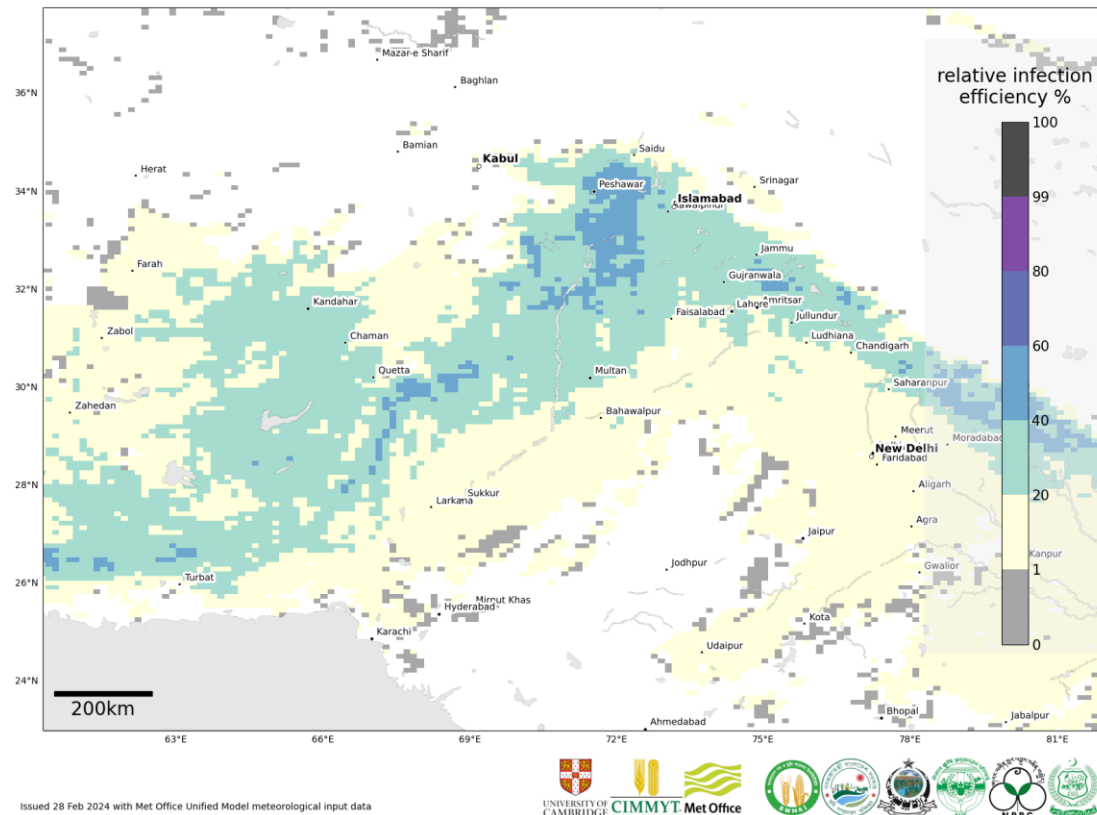 relative infection
efficiency %
100
99
80
60
40
20
1
0
36°N
34°N
32°N
30°N
28°N
26°N
24°N
Mazar-e Sharif
Baghlan
Bamian
Kabul
Saidu
Herat
Peshawar
Srinagar
Islamabad
Rawalpindi
Jammu
Farah
Gujranwala
Kandahar
Lahore
Amritsar
Faisalabad
Jullundur
Zabol
Chaman
Ludhiana
Chandigarh
Quetta
Multan
Saharanpur
Zahedan
Bahawalpur
Meerut
Moradabad
New Delhi
Faridabad
Sukkur
Larkana
Aligarh
Agra
Jaipur
Kanpur
Jodhpur
Gwalior
Turbat
Mirput Khas
Hyderabad
Kota
Karachi
Udaipur
Bhopal
Jabalpur
Ahmedabad
200km
63°E
66°E
69°E
72°E
75°E
78°E
81°E
Issued 28 Feb 2024 with Met Office Unified Model meteorological input data
UNIVERSITY OF
CAMBRIDGE
CIMMYT
Met Office
BWMRI
NPPC